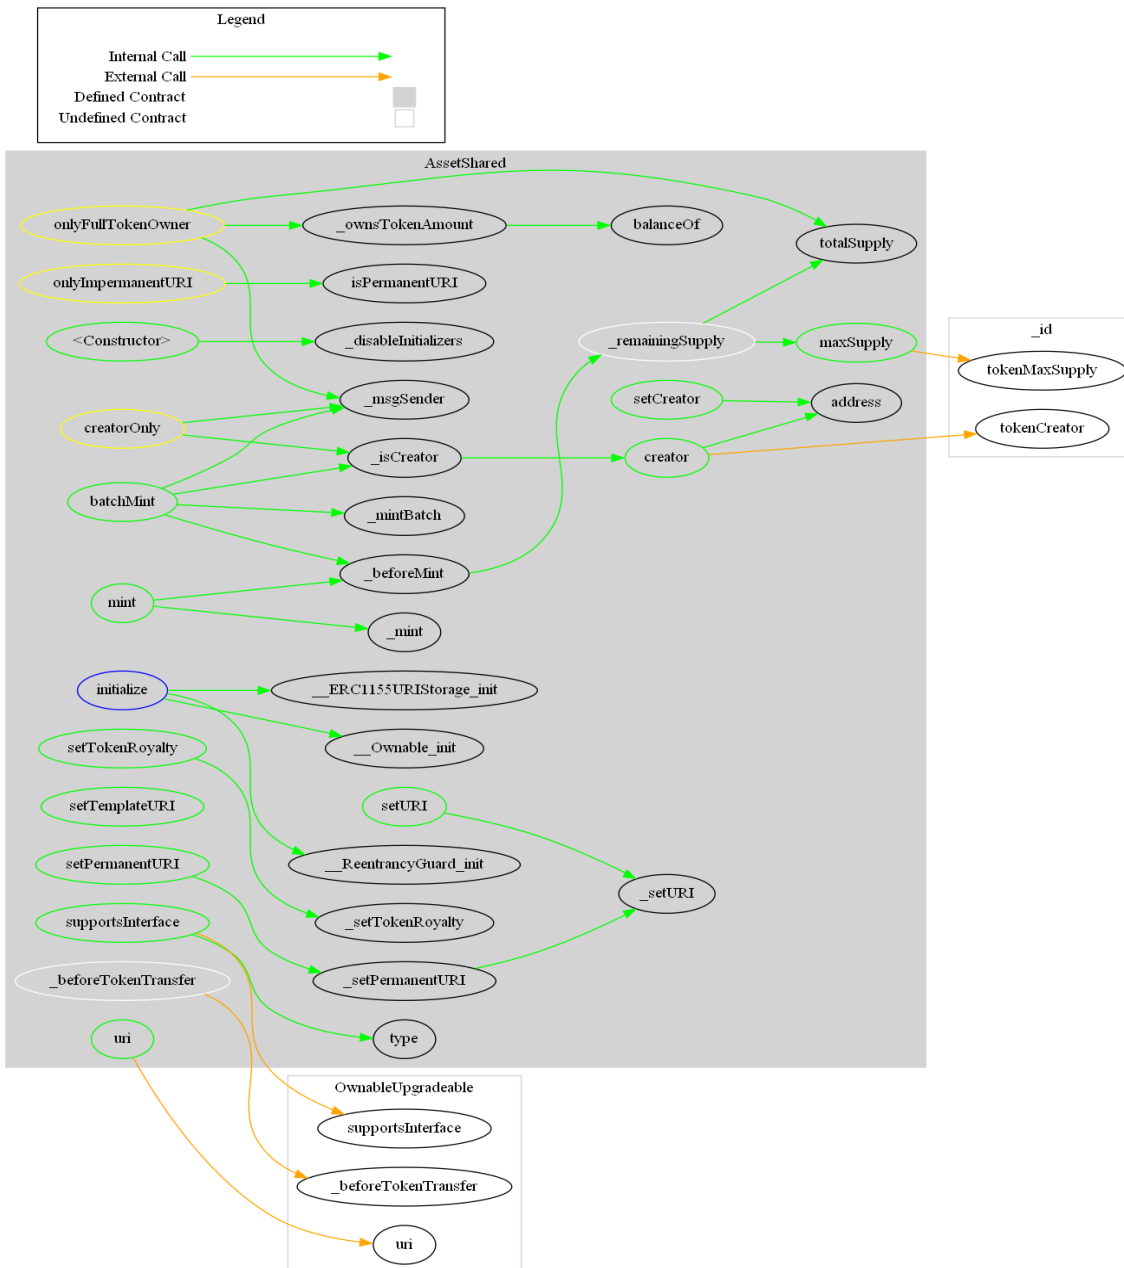 Legend
Internal Call
External Call
Defined Contract
Undefined Contract
AssetShared
onlyFullTokenOwner
_ownsTokenAmount
balanceOf
totalSupply
onlyImpermanentURI
isPermanentURI
<Constructor>
_disableInitializers
_remainingSupply
maxSupply
_id
tokenMaxSupply
_msgSender
setCreator
address
creatorOnly
tokenCreator
_isCreator
creator
batchMint
_mintBatch
_beforeMint
mint
_mint
initialize
__ERC1155URIStorage_init
setTokenRoyalty
__Ownable_init
setTemplateURI
setURI
setPermanentURI
__ReentrancyGuard_init
_setURI
supportsInterface
_setTokenRoyalty
_beforeTokenTransfer
_setPermanentURI
uri
type
OwnableUpgradeable
supportsInterface
_beforeTokenTransfer
uri